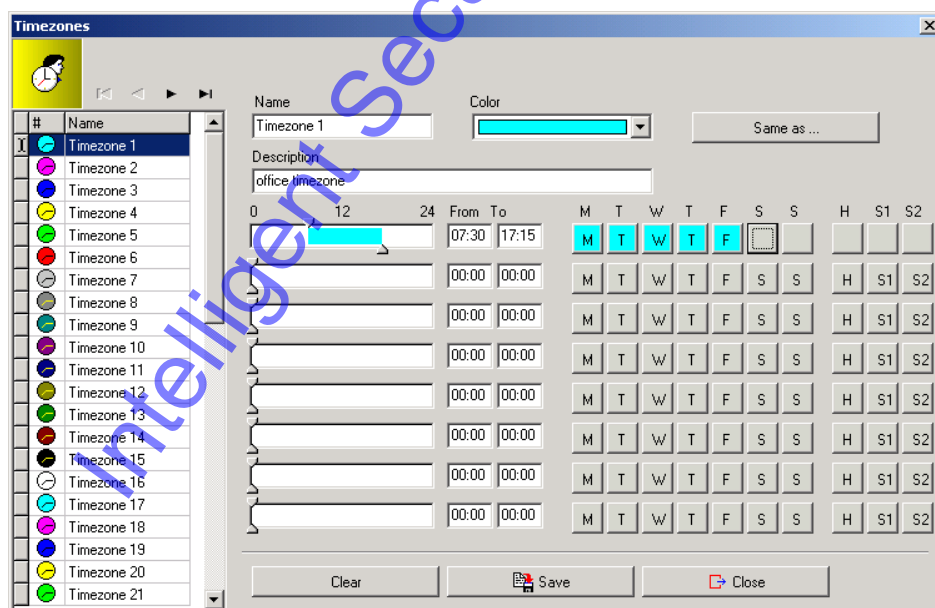 Timezones
Name
Color
Timezone 1
Same as ...
Description
office timezone
# Name
Timezone 1
Timezone 2
Timezone 3
Timezone 4
Timezone 5
Timezone 6
Timezone 7
Timezone 8
Timezone 9
Timezone 10
Timezone 11
Timezone 12
Timezone 13
Timezone 14
Timezone 15
Timezone 16
Timezone 17
Timezone 18
Timezone 19
Timezone 20
Timezone 21
0 12 24 From To M T W T F S S H S1 S2
07:30 17:15 M T W T F
00:00 00:00 M T W T F S S H S1 S2
00:00 00:00 M T W T F S S H S1 S2
00:00 00:00 M T W T F S S H S1 S2
00:00 00:00 M T W T F S S H S1 S2
00:00 00:00 M T W T F S S H S1 S2
00:00 00:00 M T W T F S S H S1 S2
00:00 00:00 M T W T F S S H S1 S2
Clear
Save
Close
Intelligent Sec